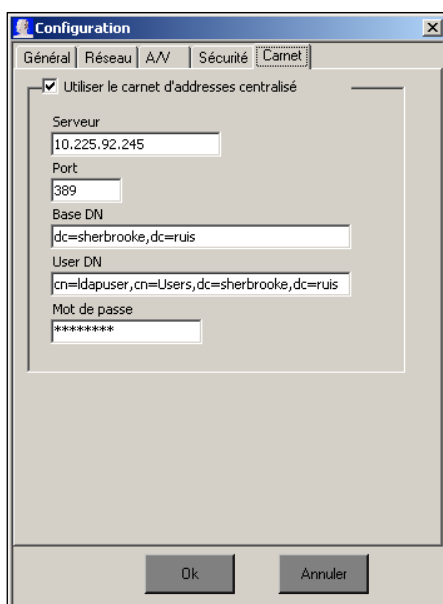 Configuration
Général Réseau A/V Sécurité Carnet
Utiliser le carnet d'addresses centralisé
Serveur
10.225.92.245
Port
389
Base DN
dc=sherbrooke,dc=ruis
User DN
cn=ldapuser,cn=Users,dc=sherbrooke,dc=ruis
Mot de passe
********
Ok Annuler